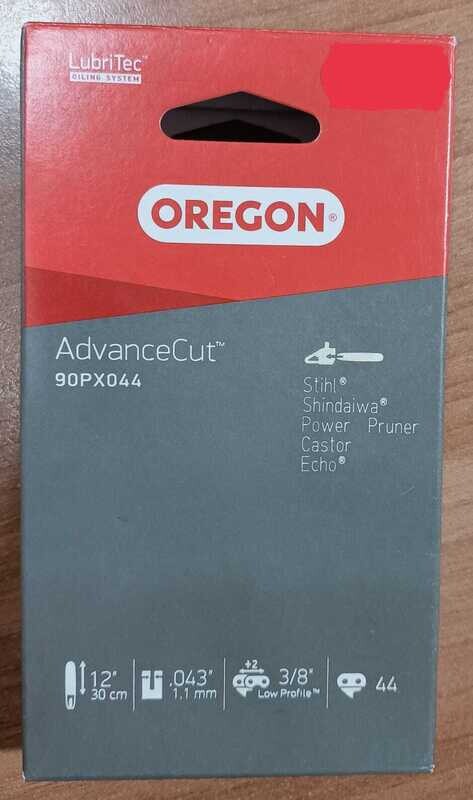 LubriTec™
OILING SYSTEM
OREGON®
AdvanceCut™
90PX044
Stihl®
Shindaiwa®
Power Pruner
Castor
Echo®
12"
30 cm
.043"
1.1 mm
+2
3/8"
Low Profile™
44